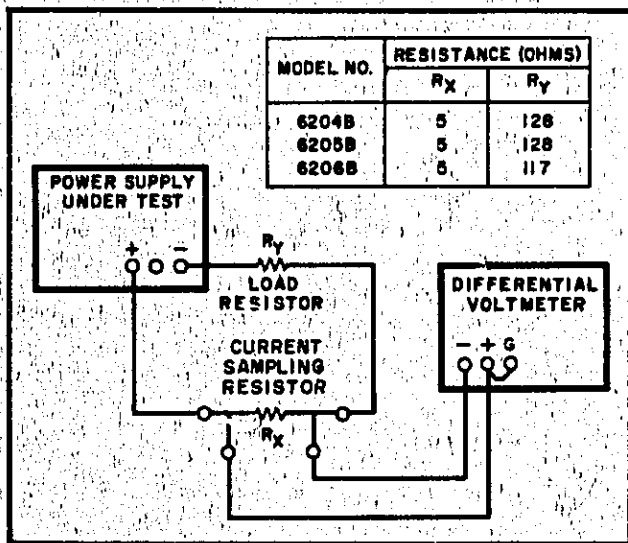 MODEL NO. RESISTANCE (OHMS)
RX RY
6204B 5 128
6205B 5 128
6206B 5 117
POWER SUPPLY
UNDER TEST
+ -
RY
LOAD
RESISTOR
DIFFERENTIAL
VOLTMETER
- + G
CURRENT
SAMPLING
RESISTOR
RX